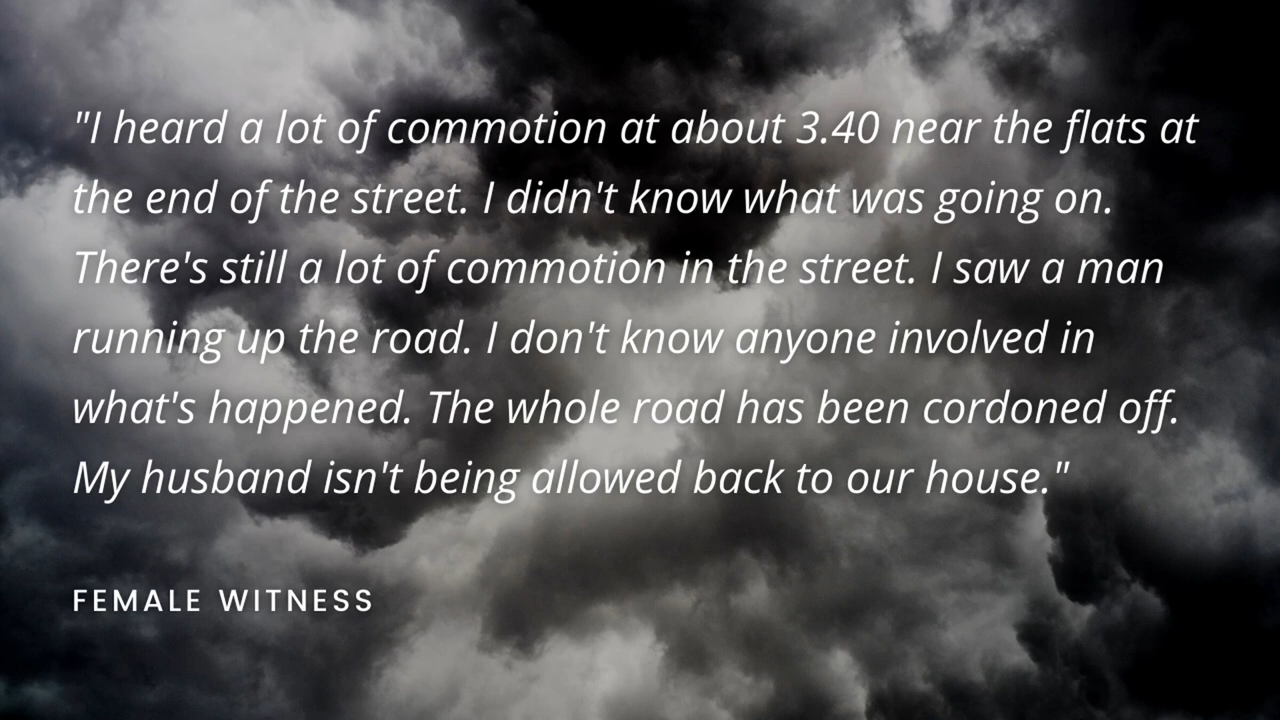 "I heard a lot of commotion at about 3.40 near the flats at
the end of the street. I didn't know what was going on.
There's still a lot of commotion in the street. I saw a man
running up the road. I don't know anyone involved in
what's happened. The whole road has been cordoned off.
My husband isn't being allowed back to our house."
FEMALE WITNESS